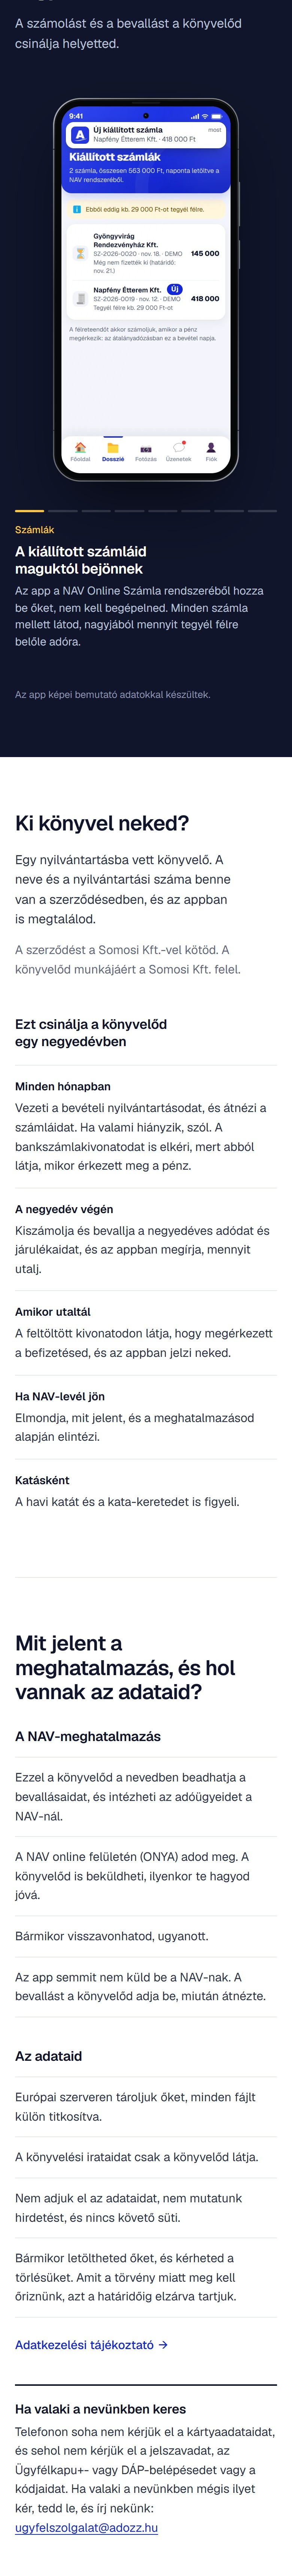 A számolást és a bevallást a könyvelőd
csinálja helyetted.
9:41
Új kiállított számla
most
Napfény Étterem Kft. · 418 000 Ft
Kiállított számlák
2 számla, összesen 563 000 Ft, naponta letöltve a
NAV rendszeréből.
Ebből eddig kb. 29 000 Ft-ot tegyél félre.
Gyöngyvirág
Rendezvényház Kft.
SZ-2026-0020 · nov. 18. · DEMO
145 000
Még nem fizették ki (határidő:
nov. 21.)
Napfény Étterem Kft. Új
SZ-2026-0019 · nov. 12. · DEMO
418 000
Tegyél félre kb. 29 000 Ft-ot
A félreteendőt akkor számoljuk, amikor a pénz
megérkezik: az átalányadózásban ez a bevétel napja.
Főoldal
Dosszié
Fotózás
Üzenetek
Fiók
Számlák
A kiállított számláid
maguktól bejönnek
Az app a NAV Online Számla rendszeréből hozza
be őket, nem kell begépelned. Minden számla
mellett látod, nagyjából mennyit tegyél félre
belőle adóra.
Az app képei bemutató adatokkal készültek.
Ki könyvel neked?
Egy nyilvántartásba vett könyvelő. A
neve és a nyilvántartási száma benne
van a szerződésedben, és az appban
is megtalálod.
A szerződést a Somosi Kft.-vel kötöd. A
könyvelőd munkájáért a Somosi Kft. felel.
Ezt csinálja a könyvelőd
egy negyedévben
Minden hónapban
Vezeti a bevételi nyilvántartásodat, és átnézi a
számláidat. Ha valami hiányzik, szól. A
bankszámlakivonatodat is elkéri, mert abból
látja, mikor érkezett meg a pénz.
A negyedév végén
Kiszámolja és bevallja a negyedéves adódat és
járulékaidat, és az appban megírja, mennyit
utalj.
Amikor utaltál
A feltöltött kivonatodon látja, hogy megérkezett
a befizetésed, és az appban jelzi neked.
Ha NAV-levél jön
Elmondja, mit jelent, és a meghatalmazásod
alapján elintézi.
Katásként
A havi katát és a kata-keretedet is figyeli.
Mit jelent a
meghatalmazás, és hol
vannak az adataid?
A NAV-meghatalmazás
Ezzel a könyvelőd a nevedben beadhatja a
bevallásaidat, és intézheti az adóügyeidet a
NAV-nál.
A NAV online felületén (ONYA) adod meg. A
könyvelőd is beküldheti, ilyenkor te hagyod
jóvá.
Bármikor visszavonhatod, ugyanott.
Az app semmit nem küld be a NAV-nak. A
bevallást a könyvelőd adja be, miután átnézte.
Az adataid
Európai szerveren tároljuk őket, minden fájlt
külön titkosítva.
A könyvelési irataidat csak a könyvelőd látja.
Nem adjuk el az adataidat, nem mutatunk
hirdetést, és nincs követő süti.
Bármikor letöltheted őket, és kérheted a
törlésüket. Amit a törvény miatt meg kell
őriznünk, azt a határidőig elzárva tartjuk.
Adatkezelési tájékoztató →
Ha valaki a nevünkben keres
Telefonon soha nem kérjük el a kártyaadataidat,
és sehol nem kérjük el a jelszavadat, az
Ügyfélkapu+- vagy DÁP-belépésedet vagy a
kódjaidat. Ha valaki a nevünkben mégis ilyet
kér, tedd le, és írj nekünk:
ugyfelszolgalat@adozz.hu